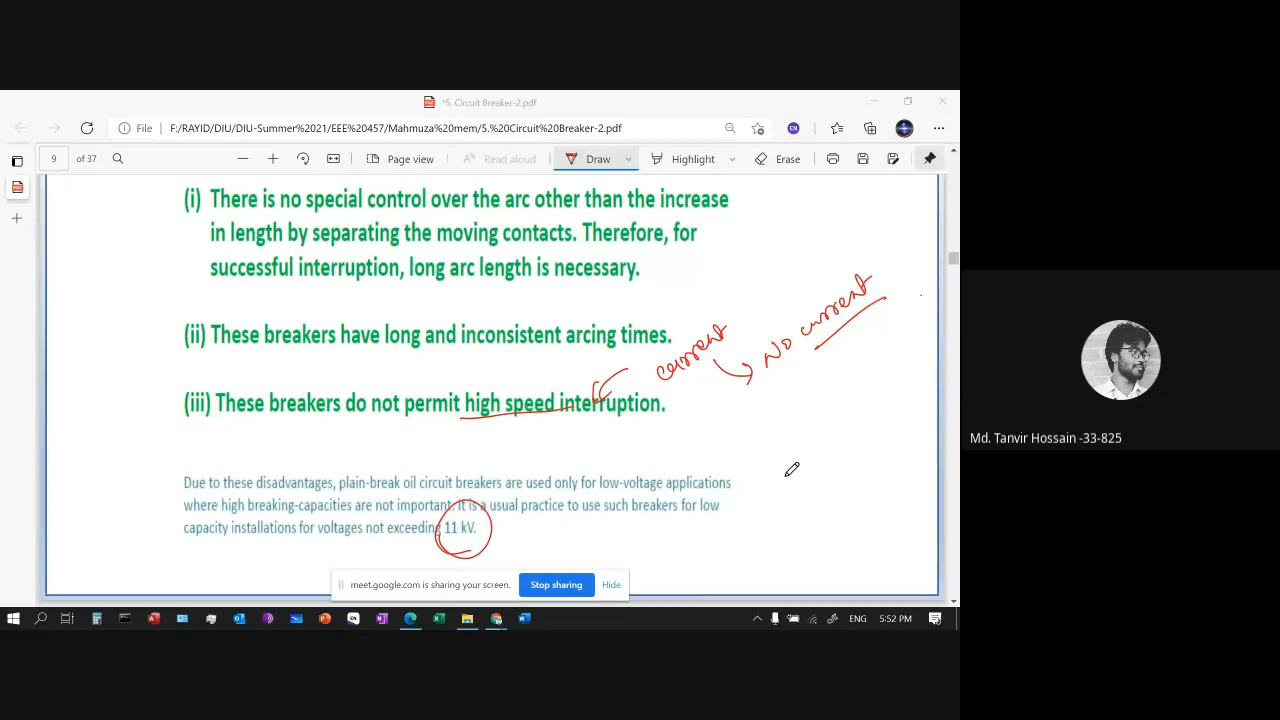 *S. Circuit Breaker-2.pdf
File F:/RAYID/DIU/DIU-Summer%2021/EEE%20457/Mahmuza%20mem/5.%20Circuit%20Breaker-2.pdf
9 of 37 Page view Read aloud Draw Highlight Erase
(i) There is no special control over the arc other than the increase
in length by separating the moving contacts. Therefore, for
successful interruption, long arc length is necessary.
(ii) These breakers have long and inconsistent arcing times.
current
No current
(iii) These breakers do not permit high speed interruption.
Md. Tanvir Hossain -33-825
Due to these disadvantages, plain-break oil circuit breakers are used only for low-voltage applications
where high breaking-capacities are not important. It is a usual practice to use such breakers for low
capacity installations for voltages not exceeding 11 kV.
meet.google.com is sharing your screen. Stop sharing Hide
ENG 5:52 PM